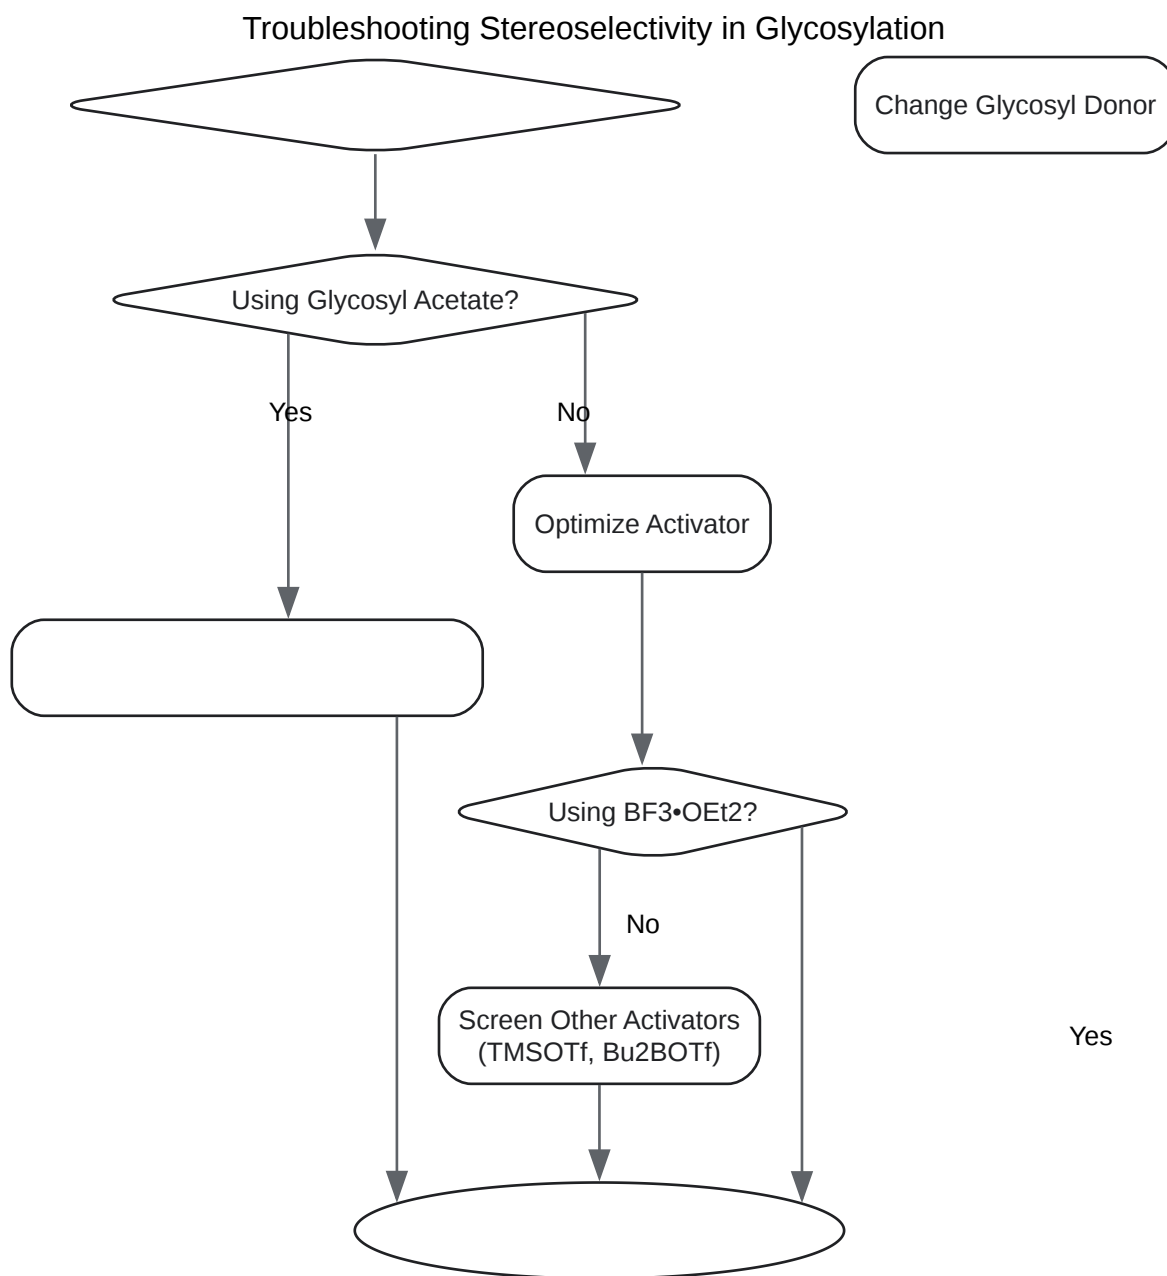 Troubleshooting Stereoselectivity in Glycosylation
Change Glycosyl Donor
Using Glycosyl Acetate?
Yes
No
Optimize Activator
Using BF3•OEt2?
No
Screen Other Activators
(TMSOTf, Bu2BOTf)
Yes